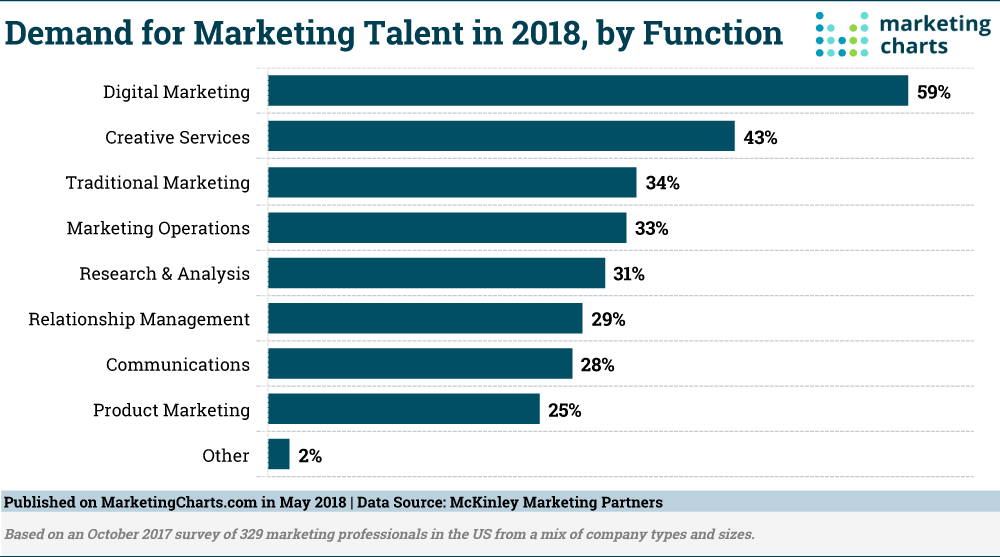 Demand for Marketing Talent in 2018, by Function
marketing
charts
Digital Marketing 59%
Creative Services 43%
Traditional Marketing 34%
Marketing Operations 33%
Research & Analysis 31%
Relationship Management 29%
Communications 28%
Product Marketing 25%
Other 2%
Published on MarketingCharts.com in May 2018 | Data Source: McKinley Marketing Partners
Based on an October 2017 survey of 329 marketing professionals in the US from a mix of company types and sizes.